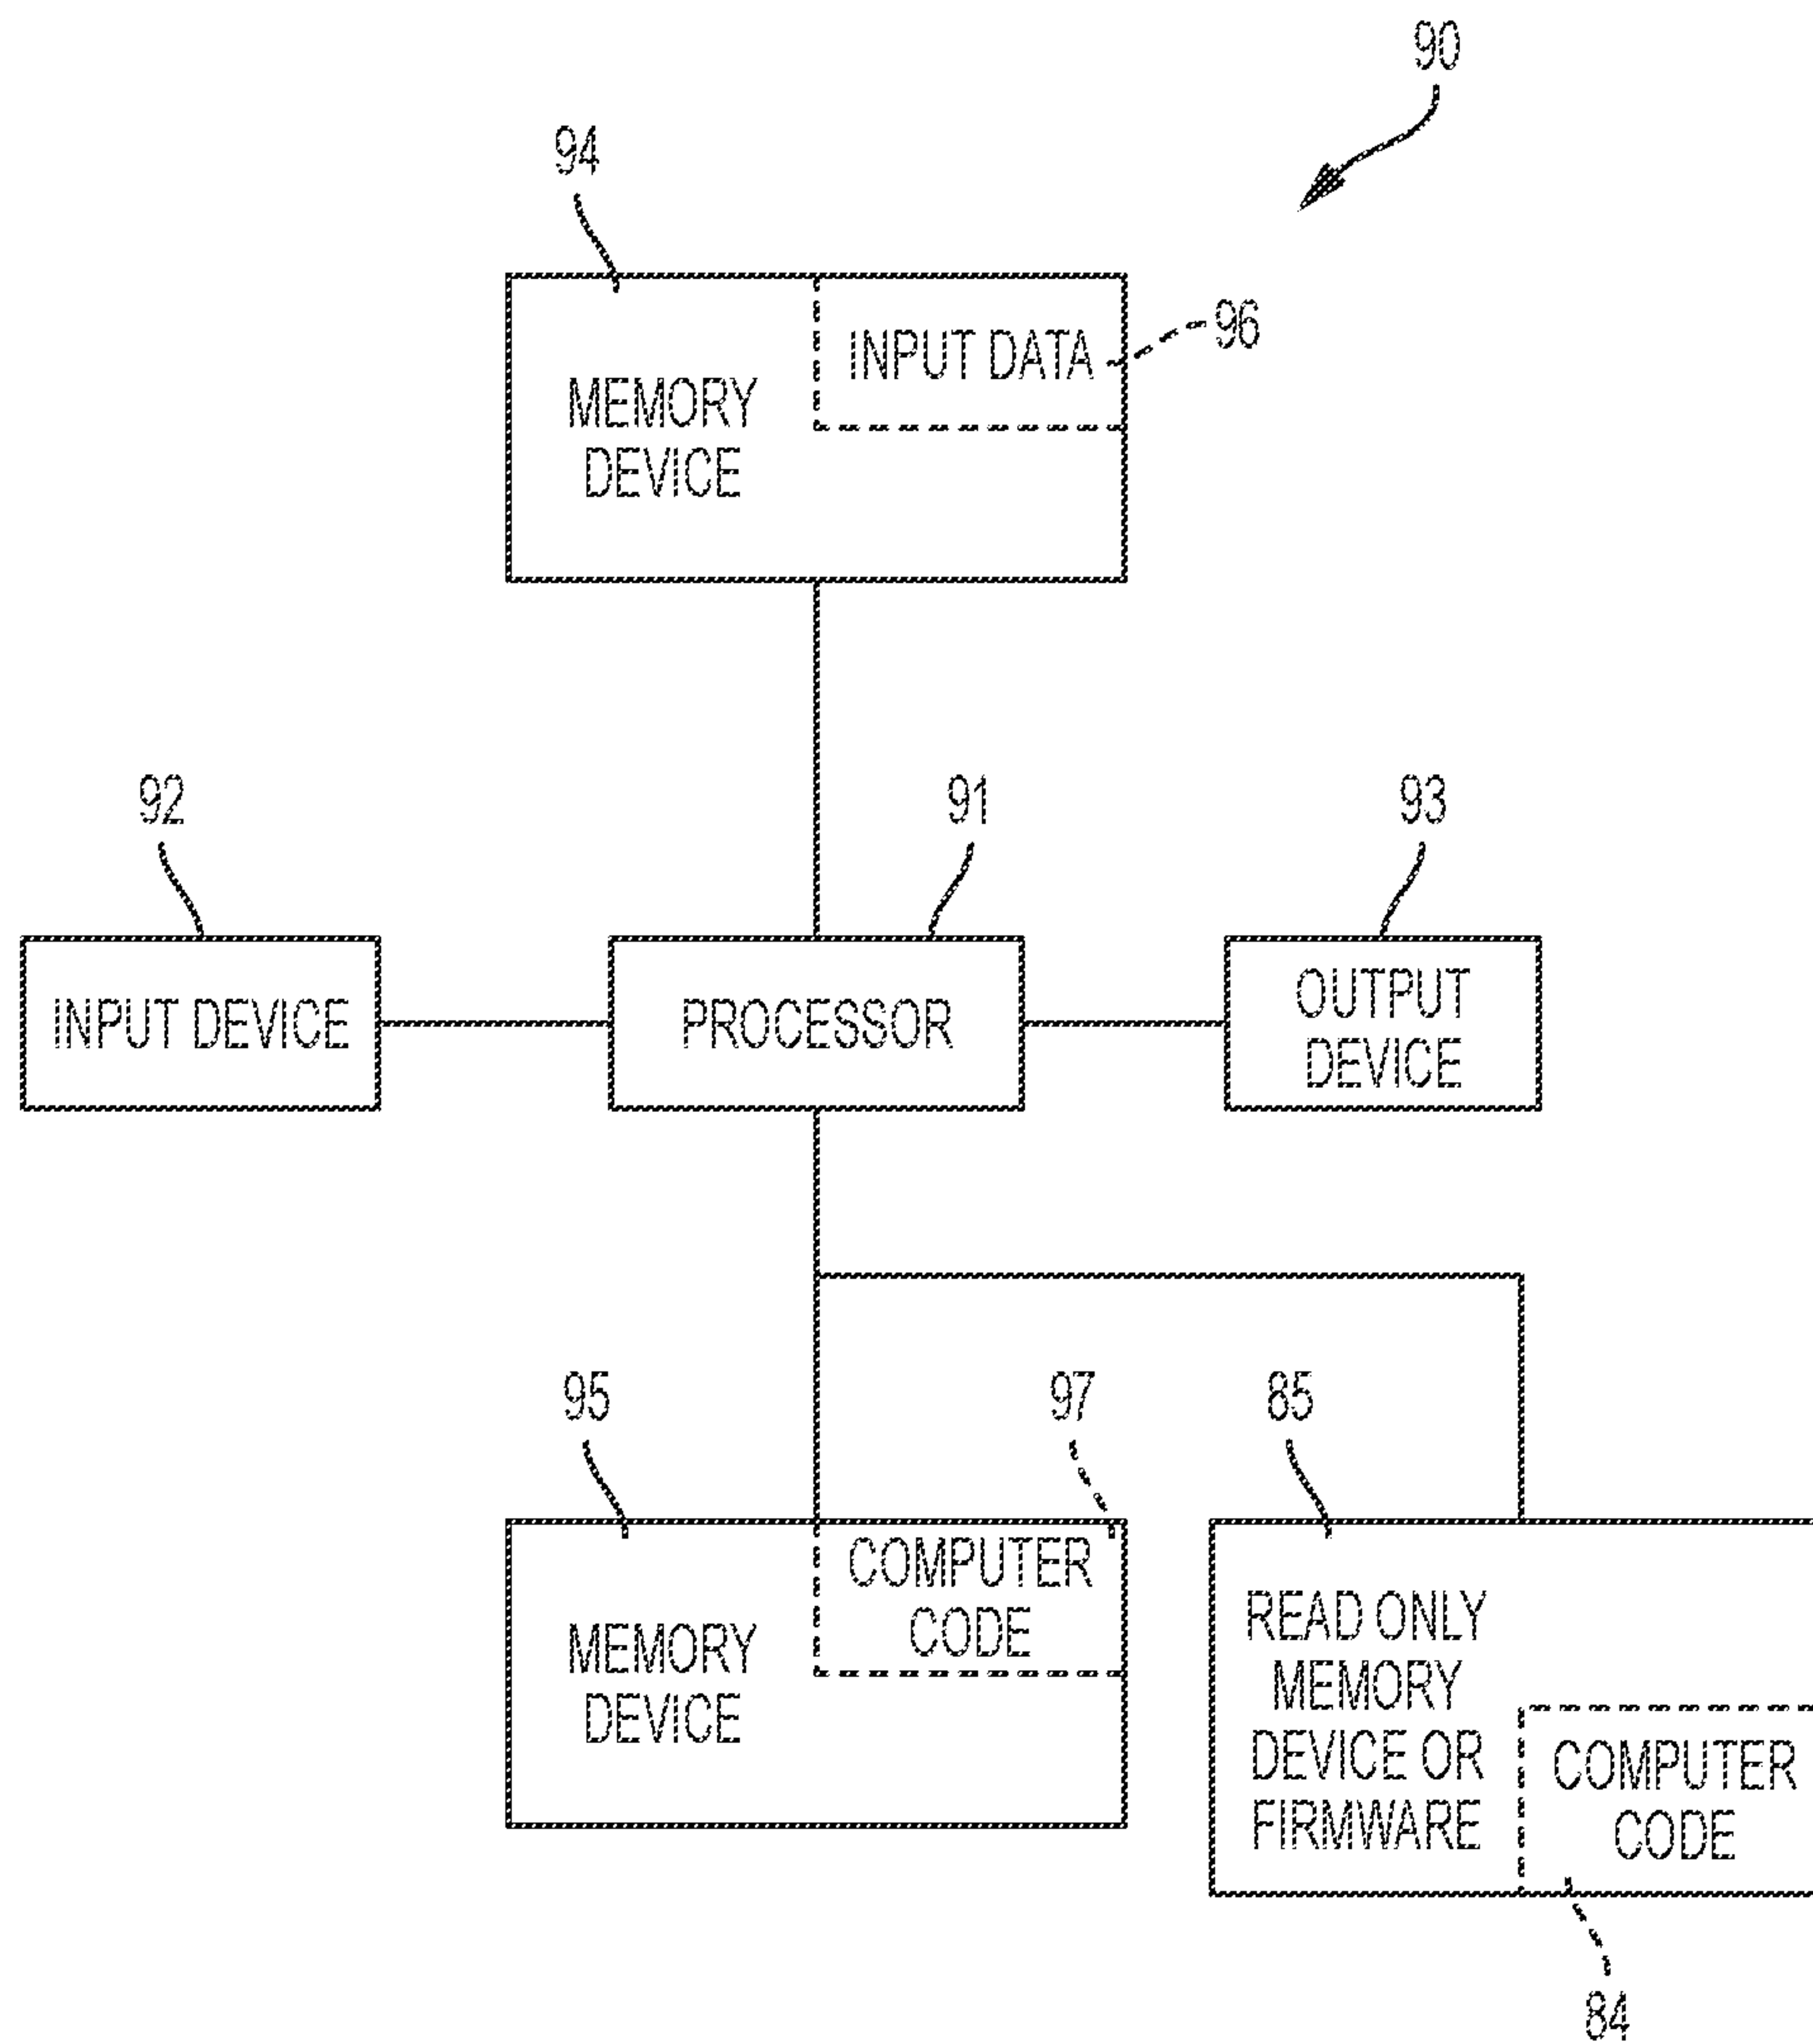 90
94
96
INPUT DATA
MEMORY
DEVICE
92
91
93
INPUT DEVICE
PROCESSOR
OUTPUT
DEVICE
95
97
85
COMPUTER
CODE
MEMORY
DEVICE
READ ONLY
MEMORY
DEVICE OR
FIRMWARE
COMPUTER
CODE
84